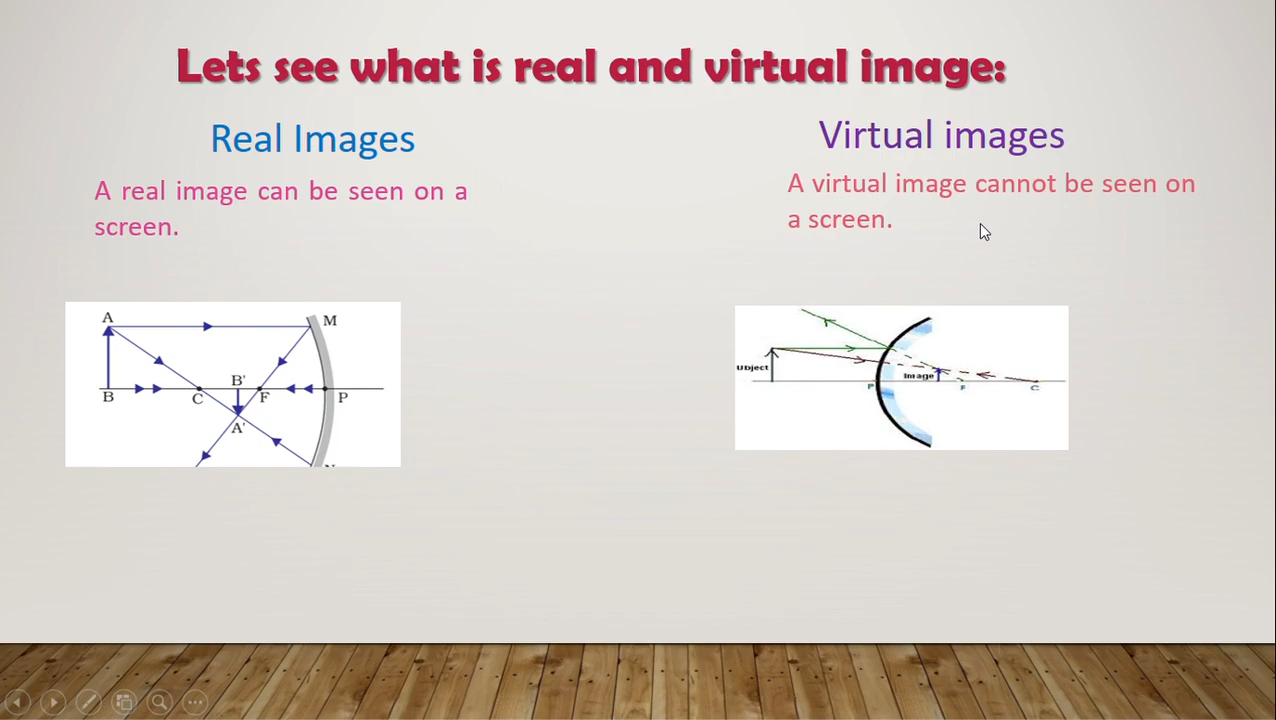 Lets see what is real and virtual image:
Real Images
A real image can be seen on a
screen.
A
M
B
C
B'
F
P
A'
Virtual images
A virtual image cannot be seen on
a screen.
Object
P
Image
F
C